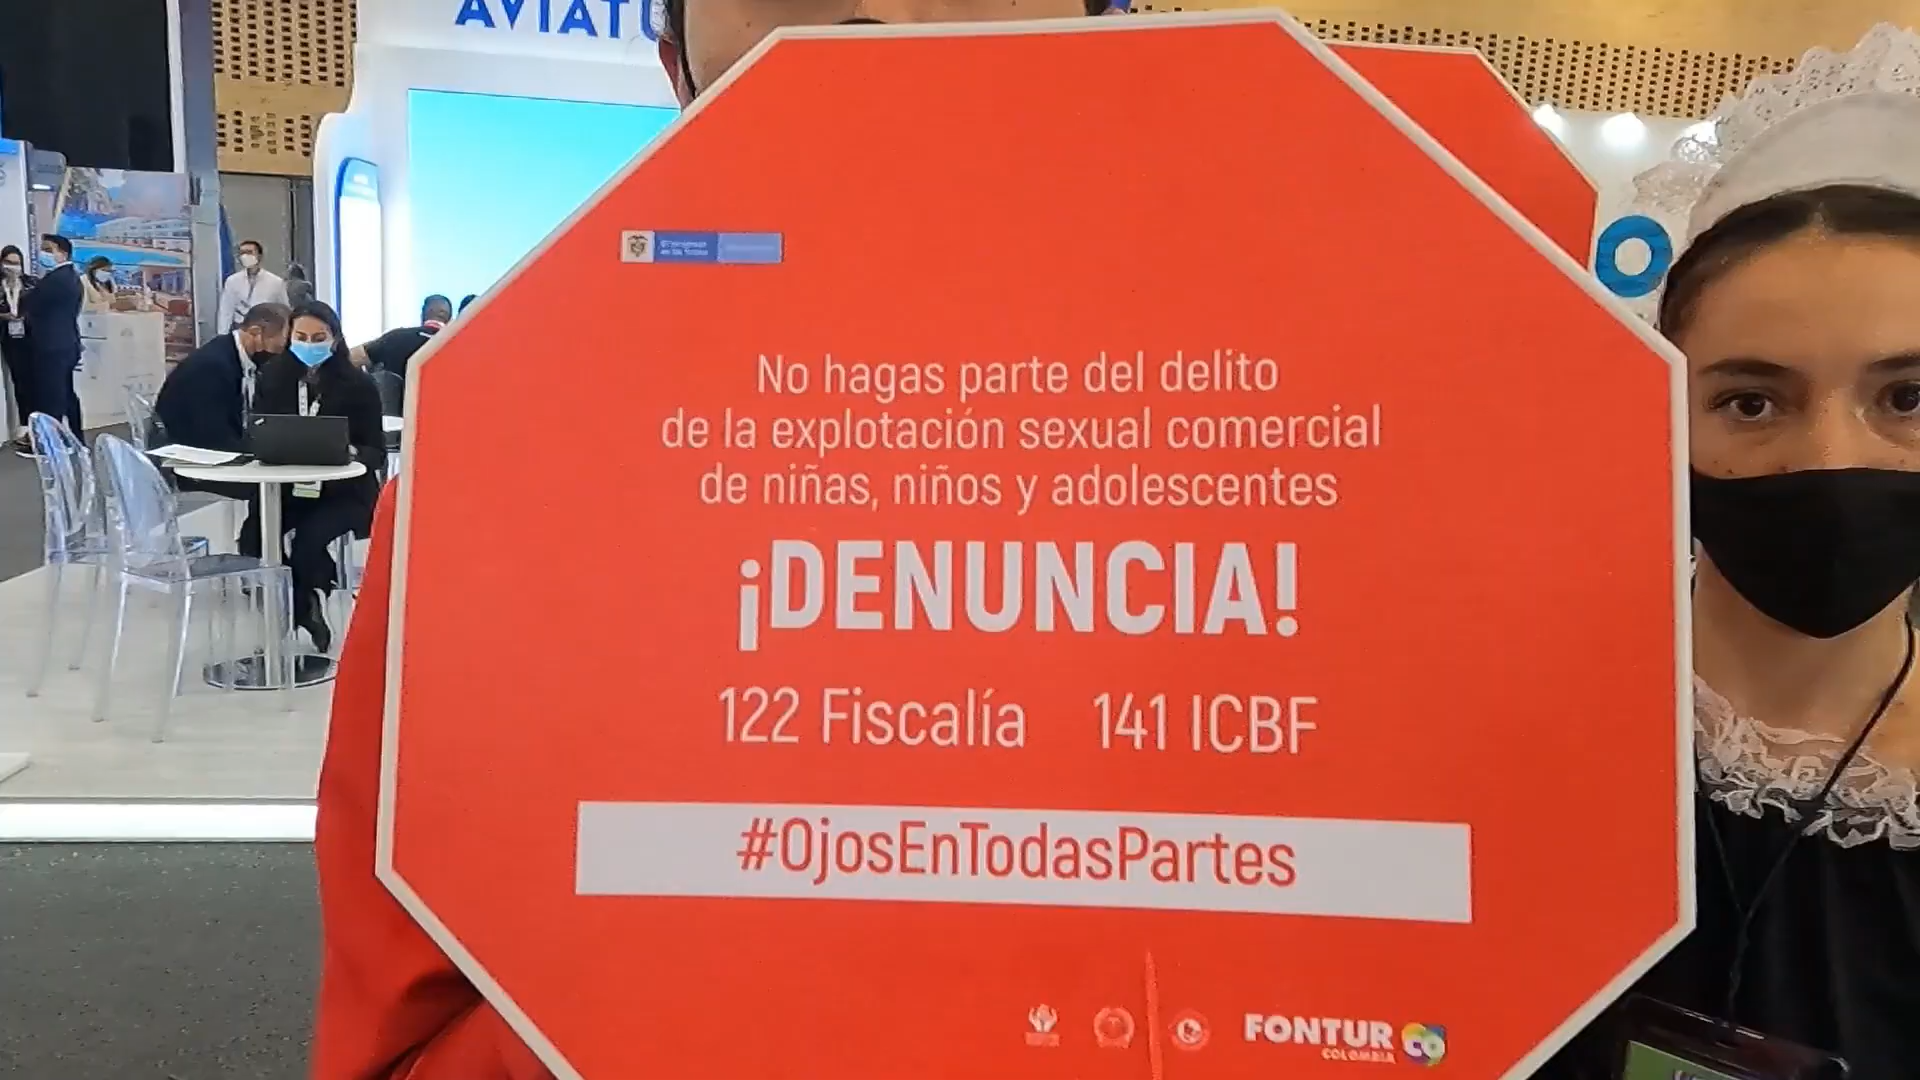 AVIATU
No hagas parte del delito
de la explotación sexual comercial
de niñas, niños y adolescentes
¡DENUNCIA!
122 Fiscalía 141 ICBF
#OjosEnTodasPartes
FONTUR CO
COLOMBIA